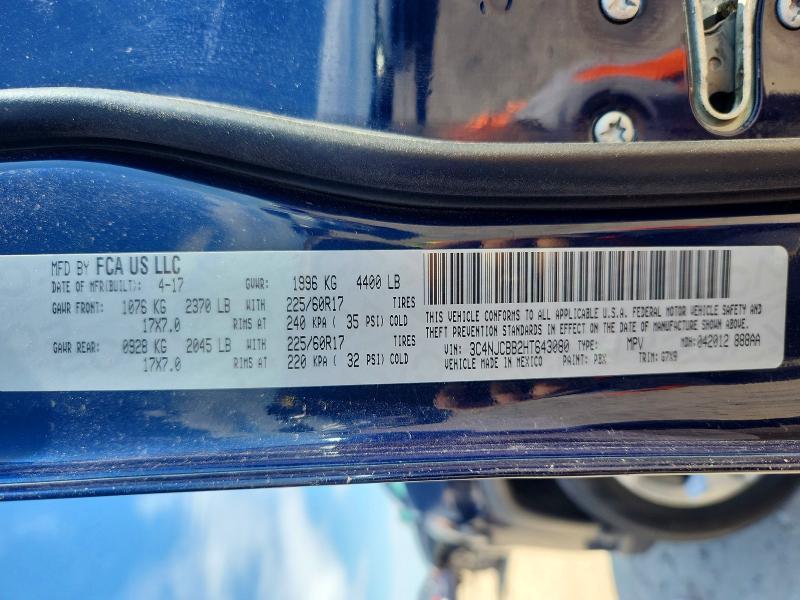 MFD BY FCA US LLC
DATE OF MFR(BUILT): 4-17 GVWR: 1996 KG 4400 LB
GAWR FRONT: 1076 KG 2370 LB WITH 225/60R17 TIRES
17X7.0 RIMS AT 240 KPA ( 35 PSI) COLD
GAWR REAR: 0928 KG 2045 LB WITH 225/60R17 TIRES
17X7.0 RIMS AT 220 KPA ( 32 PSI) COLD
THIS VEHICLE CONFORMS TO ALL APPLICABLE U.S.A. FEDERAL MOTOR VEHICLE SAFETY AND
THEFT PREVENTION STANDARDS IN EFFECT ON THE DATE OF MANUFACTURE SHOWN ABOVE.
VIN: 3C4NJCBB2HT643080 TYPE: MPV MDH:042012 888AA
VEHICLE MADE IN MEXICO PAINT: PBX TRIM: G7X9